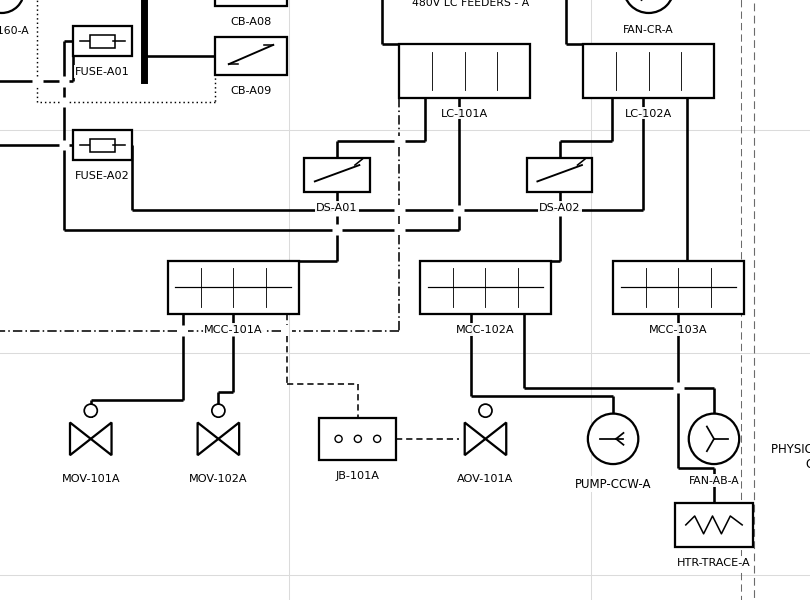 480V LC FEEDERS - A
CB-A08
160-A
FAN-CR-A
FUSE-A01
CB-A09
LC-101A
LC-102A
FUSE-A02
DS-A01
DS-A02
MCC-101A
MCC-102A
MCC-103A
PHYSIC
MOV-101A
MOV-102A
JB-101A
AOV-101A
PUMP-CCW-A
FAN-AB-A
HTR-TRACE-A